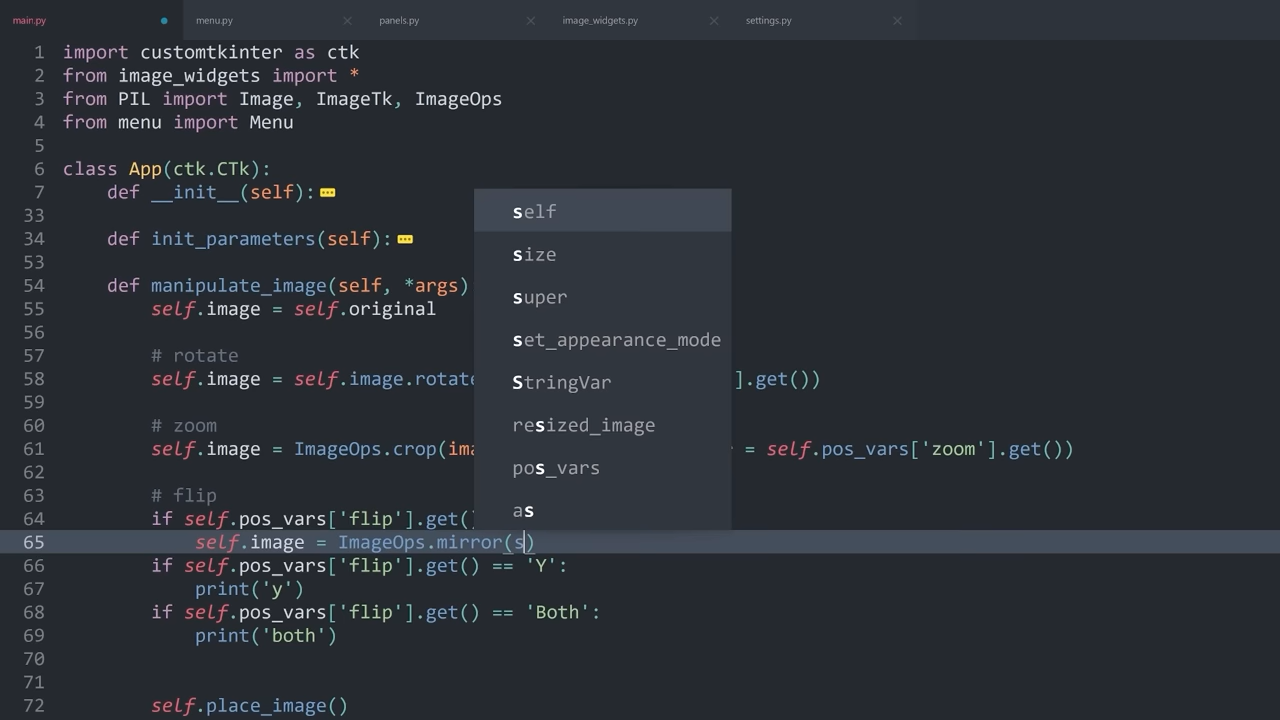 main.py menu.py panels.py image_widgets.py settings.py
1 import customtkinter as ctk
2 from image_widgets import *
3 from PIL import Image, ImageTk, ImageOps
4 from menu import Menu
5
6 class App(ctk.CTk):
7 def __init__(self):
33
34 def init_parameters(self):
53
54 def manipulate_image(self, *args)
55 self.image = self.original
56
57 # rotate
58 self.image = self.image.rotate ].get())
59
60 # zoom
61 self.image = ImageOps.crop(ima = self.pos_vars['zoom'].get())
62
63 # flip
64 if self.pos_vars['flip'].get()
65 self.image = ImageOps.mirror(s)
66 if self.pos_vars['flip'].get() == 'Y':
67 print('y')
68 if self.pos_vars['flip'].get() == 'Both':
69 print('both')
70
71
72 self.place_image()
self
size
super
set_appearance_mode
StringVar
resized_image
pos_vars
as